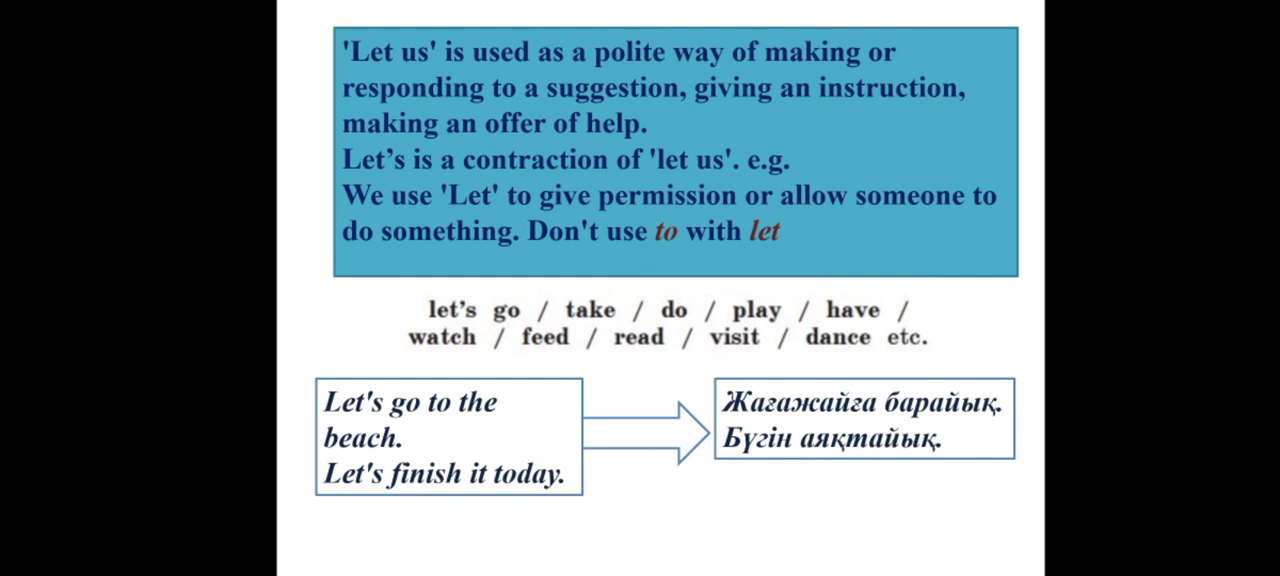 'Let us' is used as a polite way of making or
responding to a suggestion, giving an instruction,
making an offer of help.
Let’s is a contraction of 'let us'. e.g.
We use 'Let' to give permission or allow someone to
do something. Don't use to with let
let’s go / take / do / play / have /
watch / feed / read / visit / dance etc.
Let's go to the
beach.
Let's finish it today.
Жағажайға барайық.
Бүгін аяқтайық.